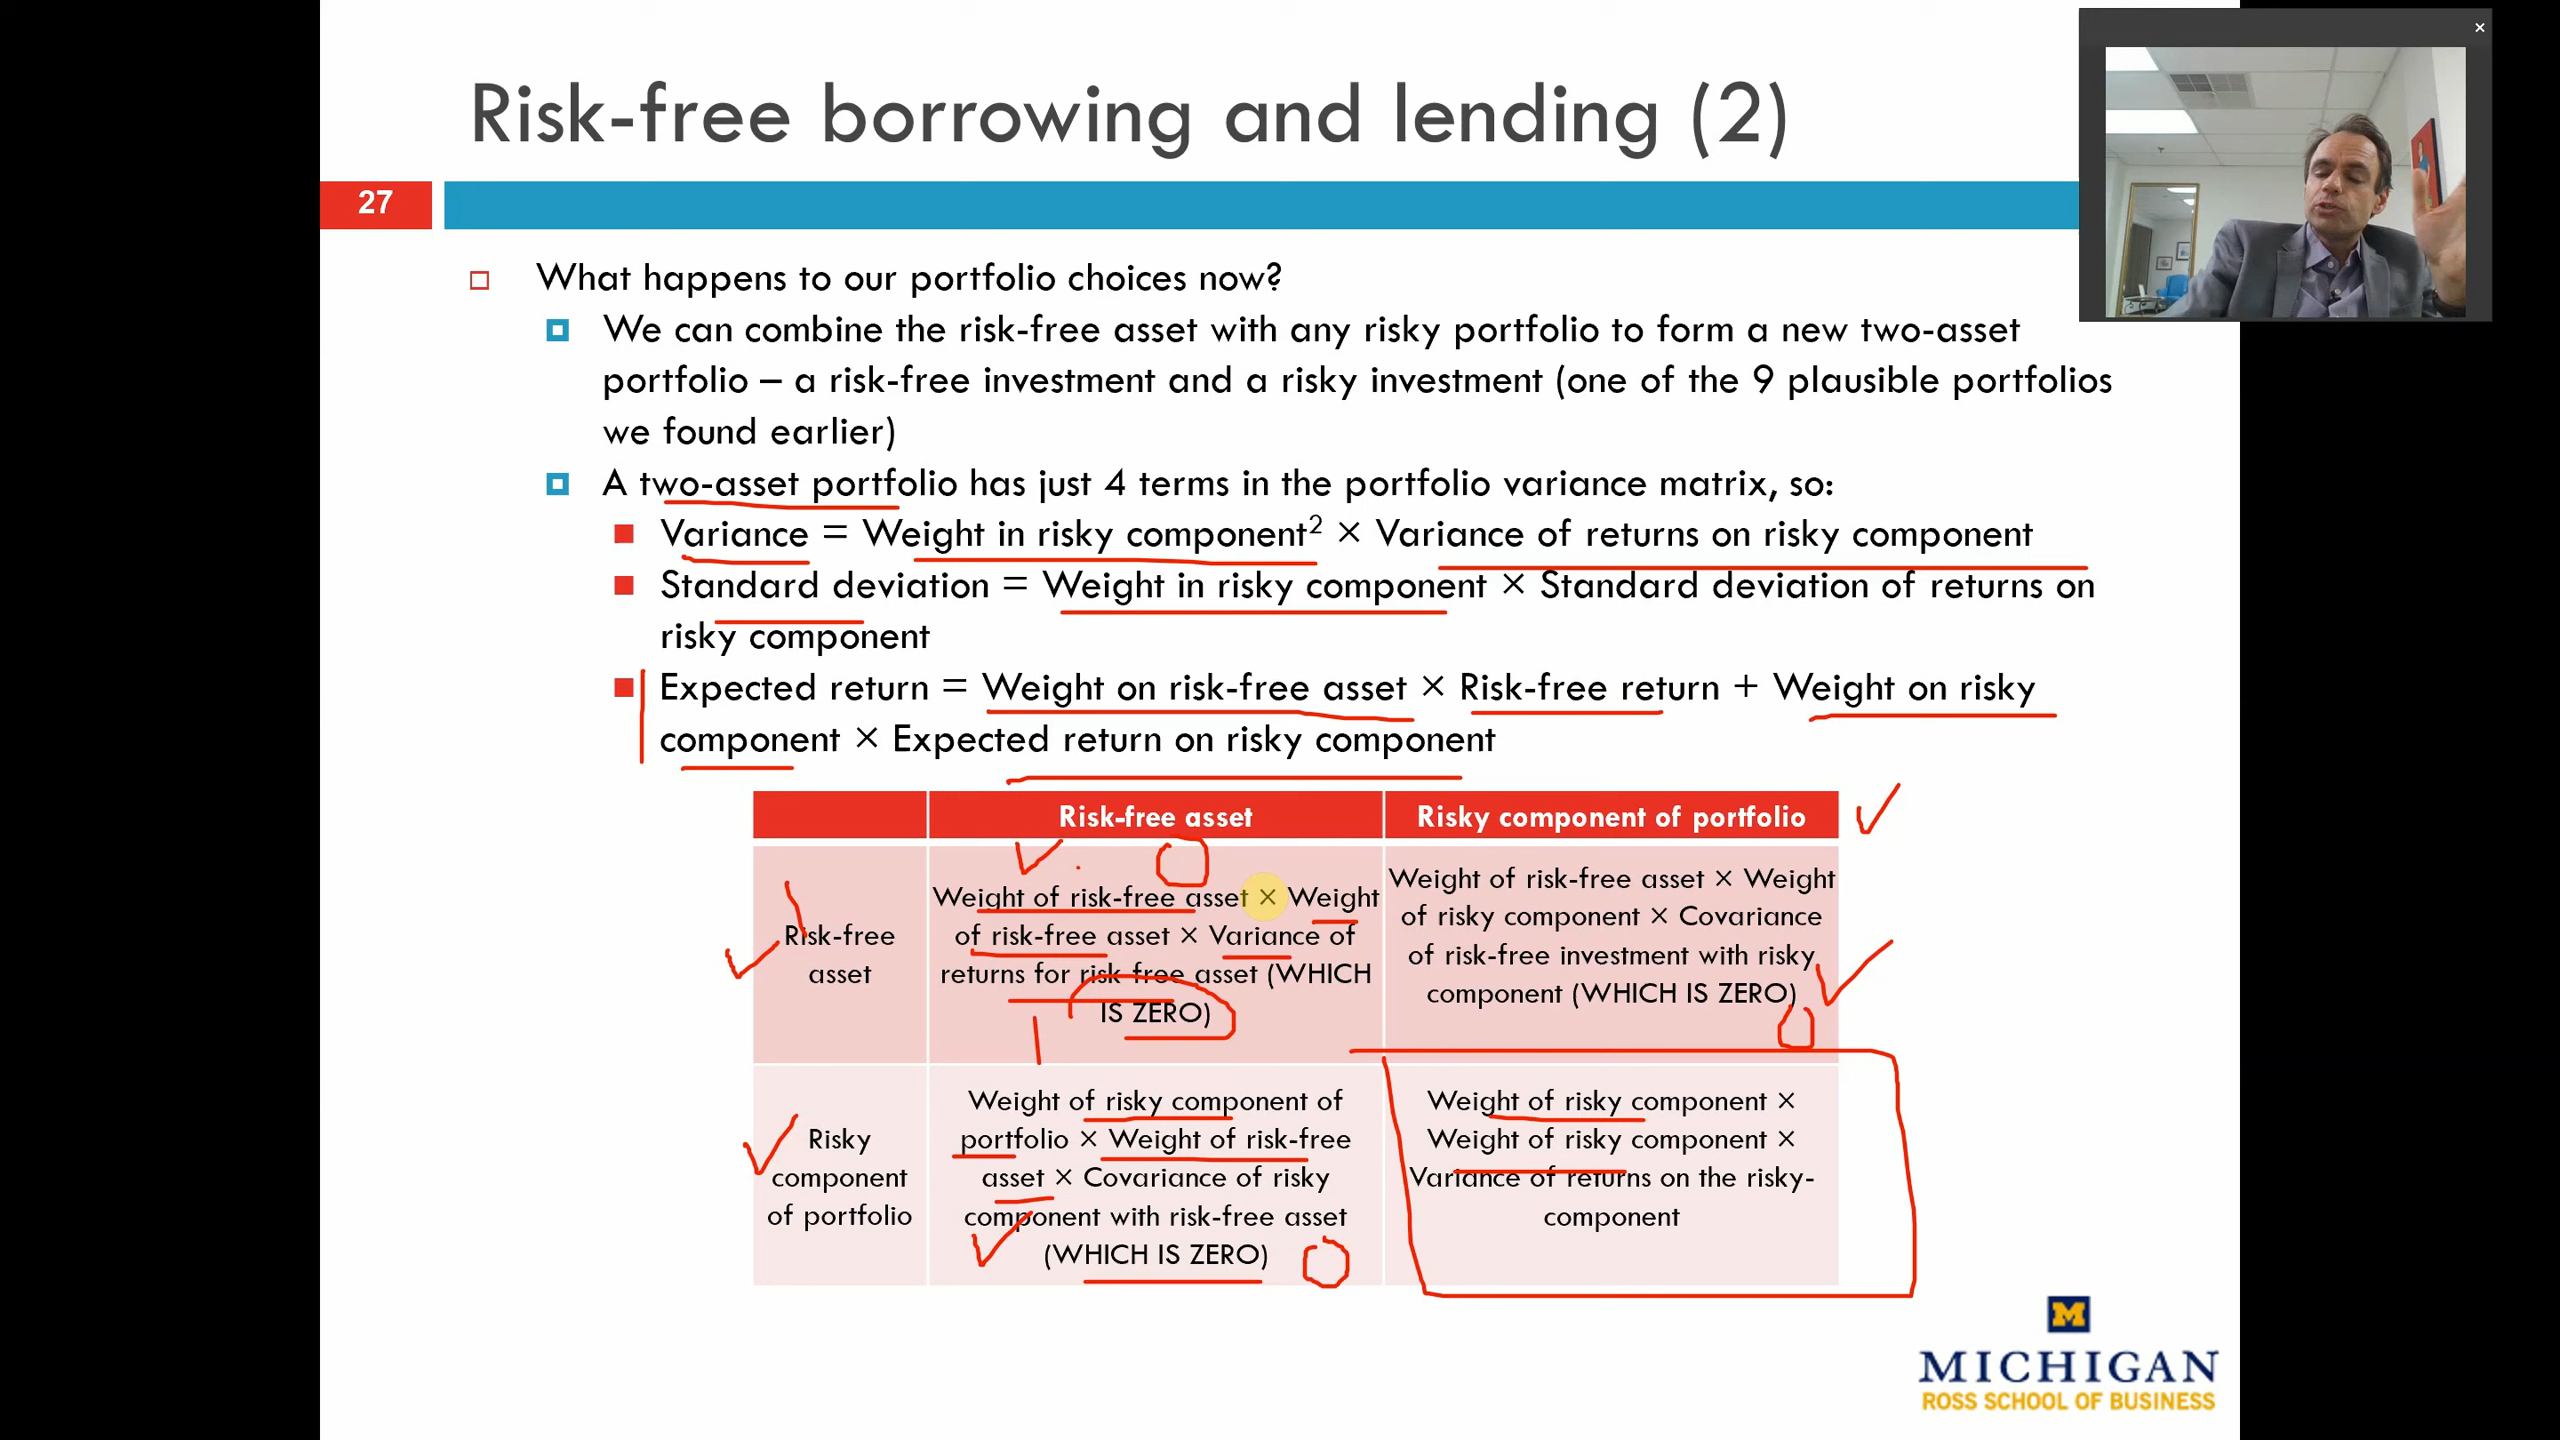 Risk-free borrowing and lending (2)
27
What happens to our portfolio choices now?
We can combine the risk-free asset with any risky portfolio to form a new two-asset
portfolio – a risk-free investment and a risky investment (one of the 9 plausible portfolios
we found earlier)
A two-asset portfolio has just 4 terms in the portfolio variance matrix, so:
Variance = Weight in risky component² × Variance of returns on risky component
Standard deviation = Weight in risky component × Standard deviation of returns on
risky component
Expected return = Weight on risk-free asset × Risk-free return + Weight on risky
component × Expected return on risky component
Risk-free asset
Risky component of portfolio
Risk-free
asset
Weight of risk-free asset × Weight
of risk-free asset × Variance of
returns for risk-free asset (WHICH
IS ZERO)
Weight of risk-free asset × Weight
of risky component × Covariance
of risk-free investment with risky
component (WHICH IS ZERO)
Risky
component
of portfolio
Weight of risky component of
portfolio × Weight of risk-free
asset × Covariance of risky
component with risk-free asset
(WHICH IS ZERO)
Weight of risky component ×
Weight of risky component ×
Variance of returns on the risky-
component
M
MICHIGAN
ROSS SCHOOL OF BUSINESS